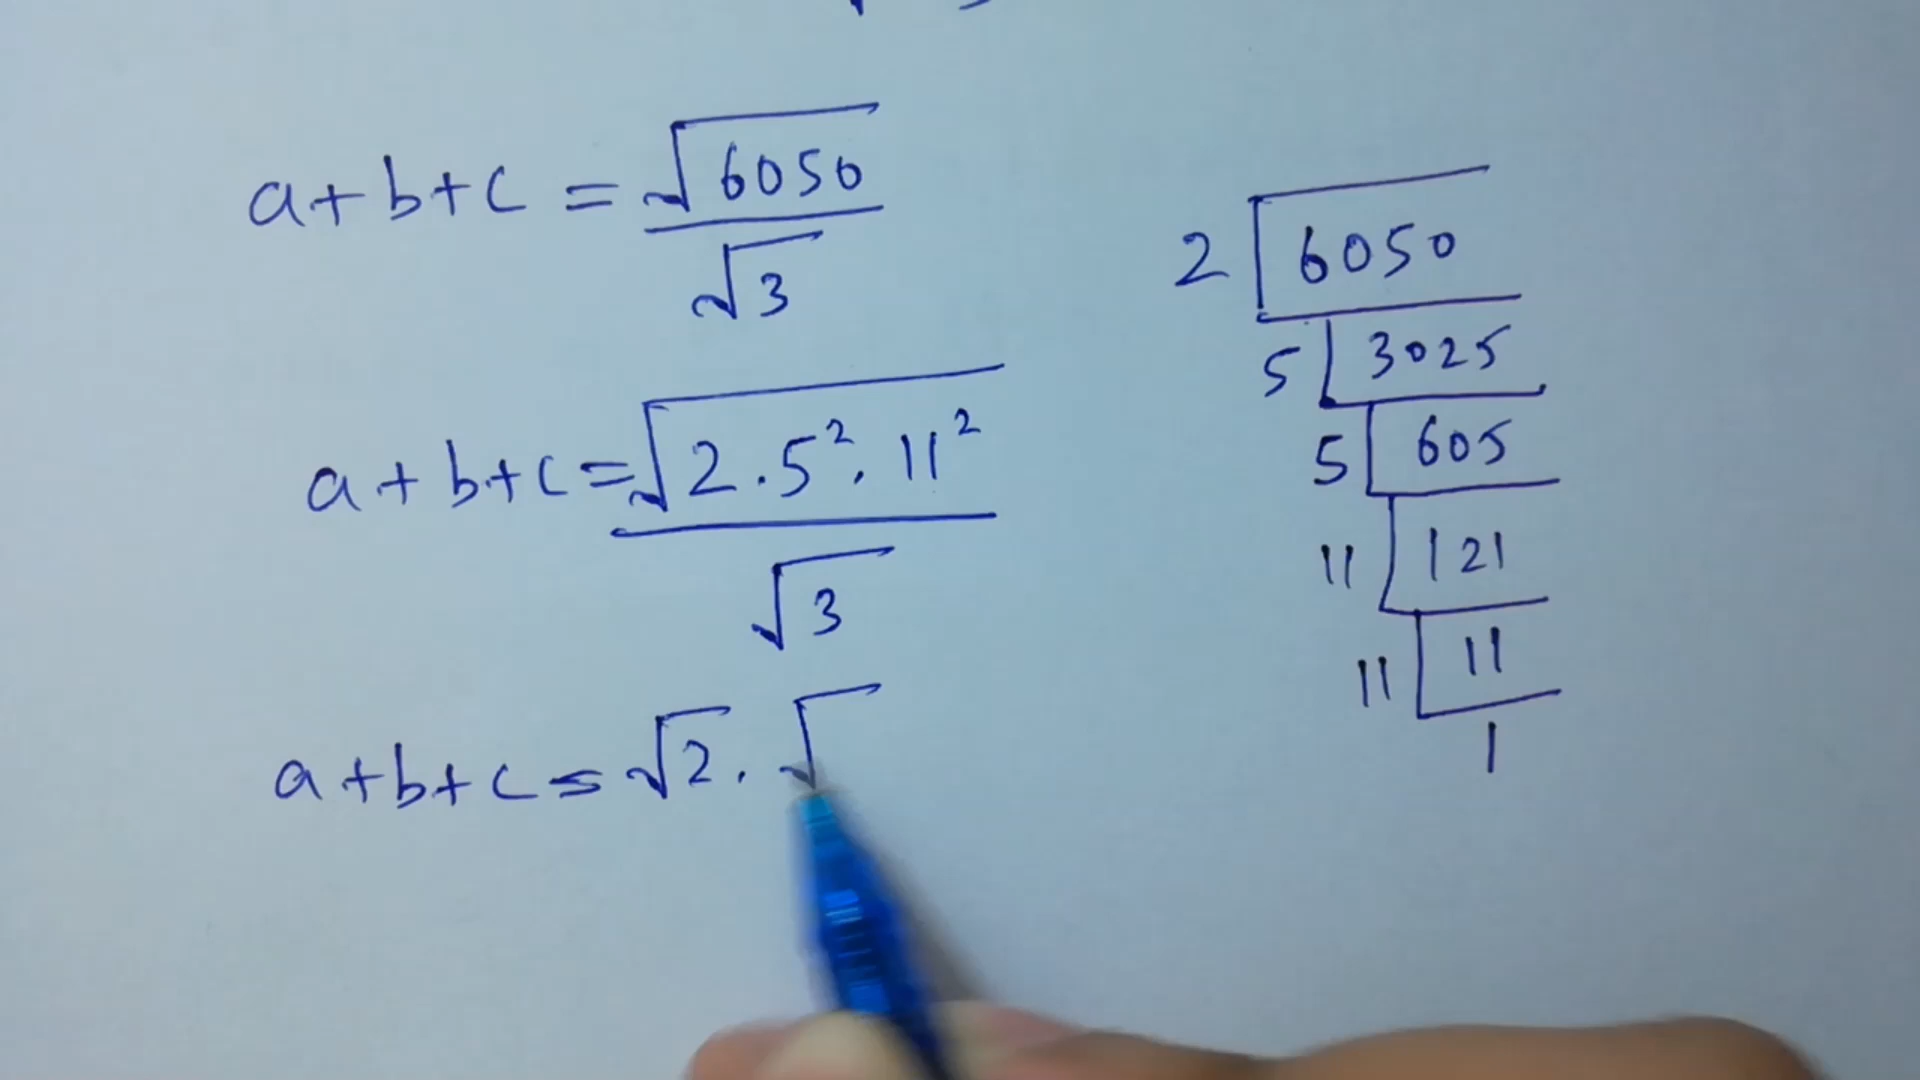 a+b+c = √6050 / √3
a+b+c = √2.5².11² / √3
a+b+c = √2 . √
2 | 6050
5 | 3025
5 | 605
11 | 121
11 | 11
1